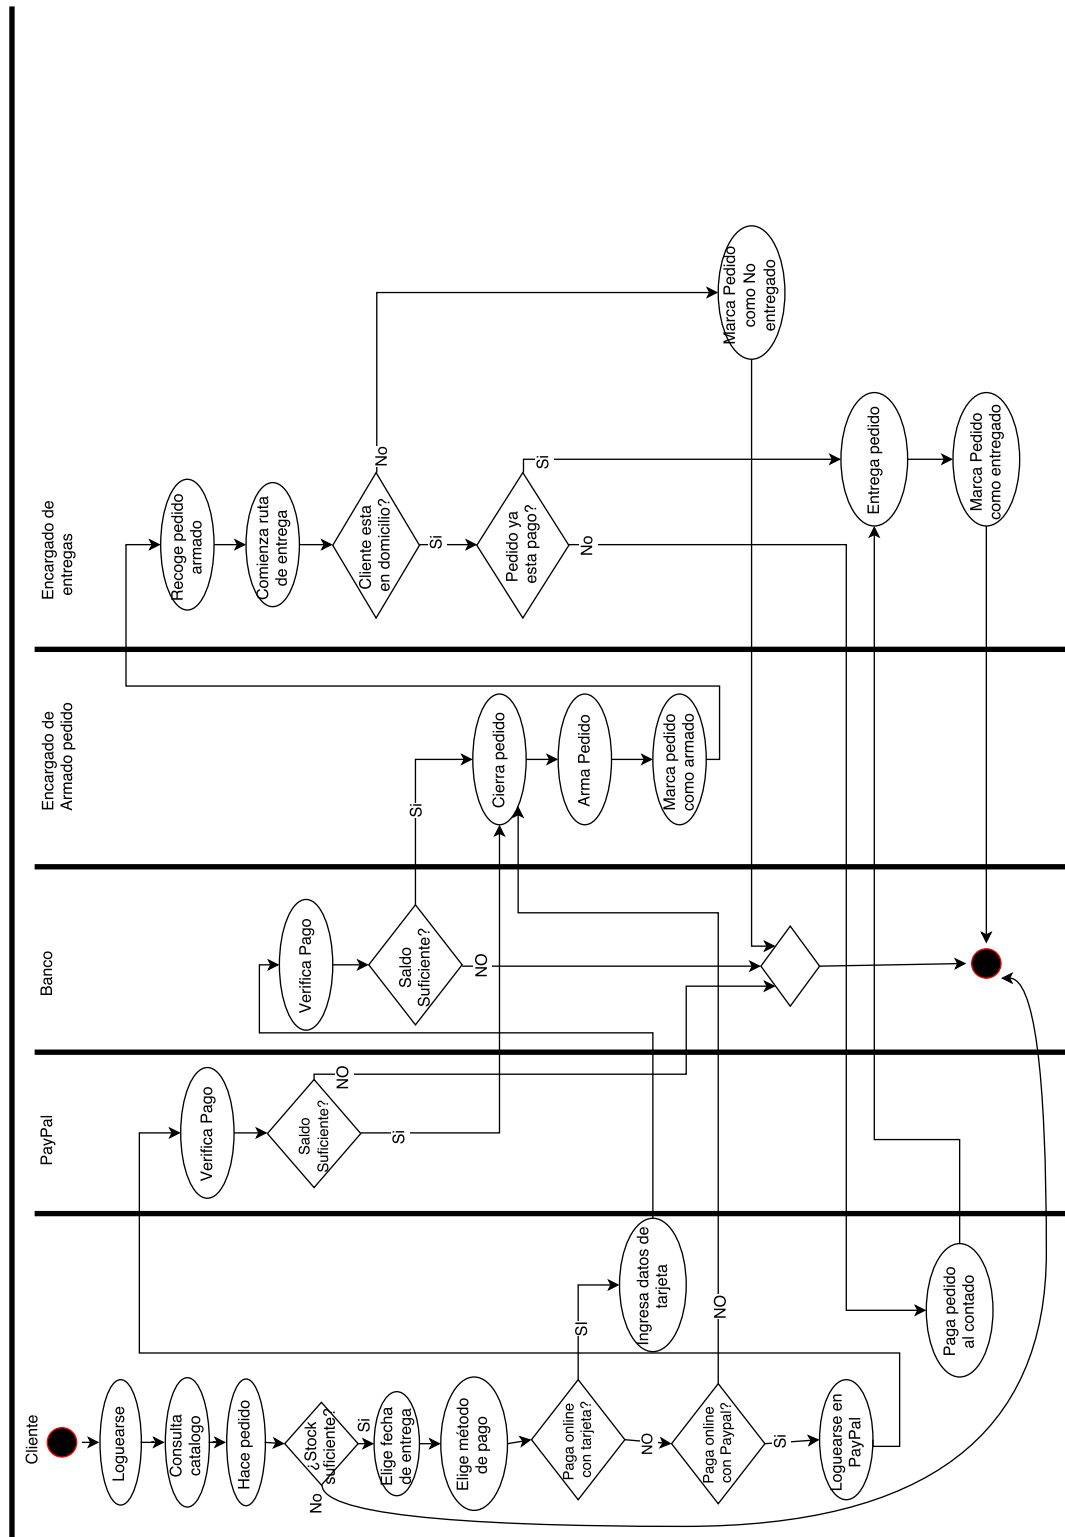 Cliente
Loguearse
Consulta
catalogo
Hace pedido
¿Stock
suficiente?
No
Si
Elige fecha
de entrega
Elige método
de pago
Paga online
con tarjeta?
SI
NO
Ingresa datos de
tarjeta
Paga online
con Paypal?
NO
Si
Loguearse en
PayPal
Paga pedido
al contado
PayPal
Verifica Pago
Saldo
Suficiente?
NO
Si
Banco
Verifica Pago
Saldo
Suficiente?
Si
NO
Encargado de
Armado pedido
Cierra pedido
Arma Pedido
Marca pedido
como armado
Encargado de
entregas
Recoge pedido
armado
Comienza ruta
de entrega
Cliente esta
en domicilio?
No
Si
Pedido ya
esta pago?
Si
No
Marca Pedido
como No
entregado
Entrega pedido
Marca Pedido
como entregado